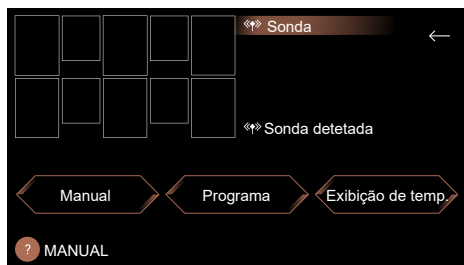 Sonda
Sonda detetada
Manual
Programa
Exibição de temp.
? MANUAL